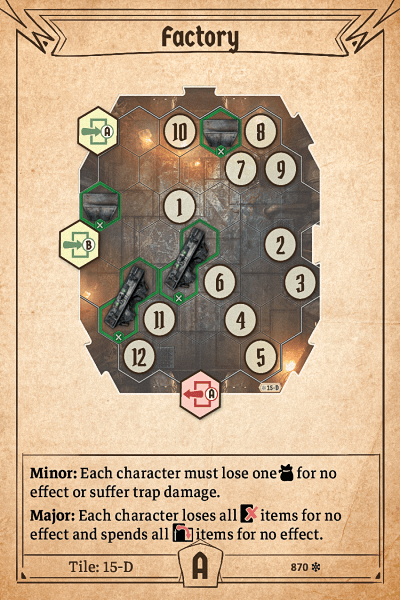 Factory
A
10
8
7
9
1
B
2
6
3
11
4
12
5
15-D
A
Minor: Each character must lose one for no
effect or suffer trap damage.
Major: Each character loses all items for no
effect and spends all items for no effect.
Tile: 15-D
A
870